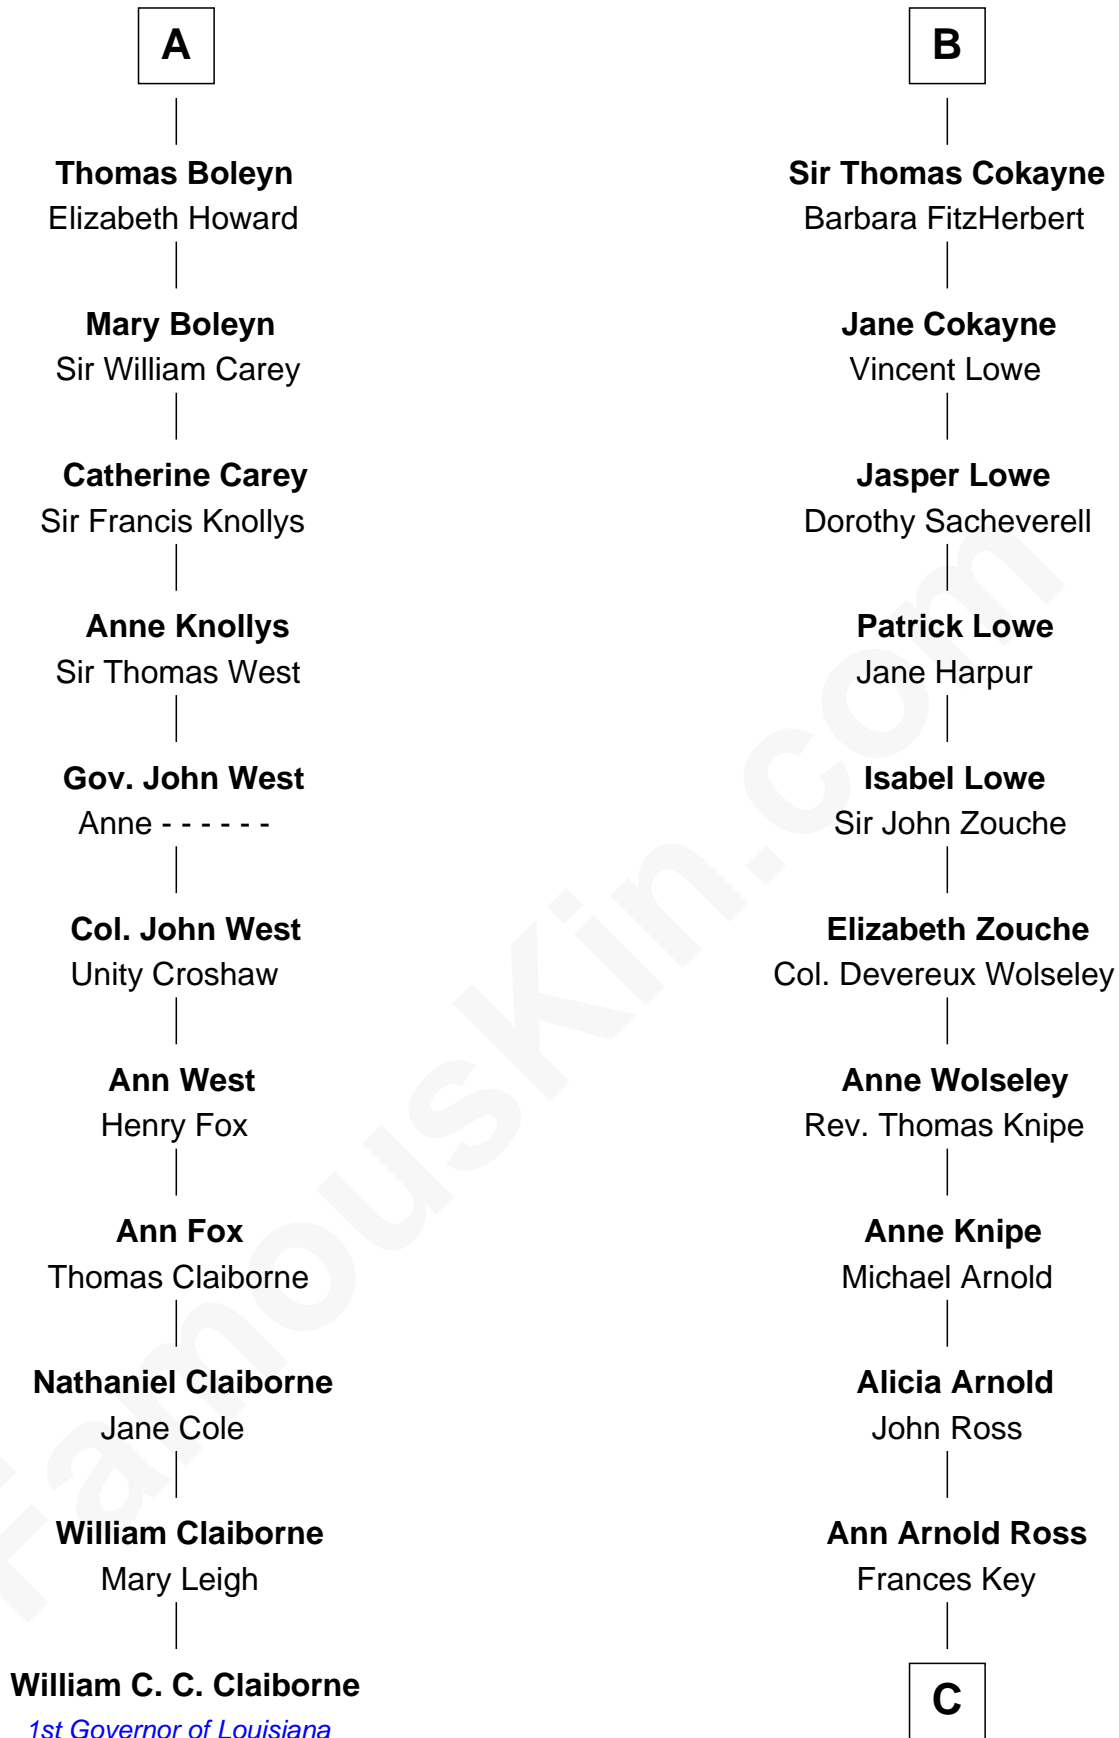 A
Thomas Boleyn
Elizabeth Howard
Mary Boleyn
Sir William Carey
Catherine Carey
Sir Francis Knollys
Anne Knollys
Sir Thomas West
Gov. John West
Anne - - - - - -
Col. John West
Unity Croshaw
Ann West
Henry Fox
Ann Fox
Thomas Claiborne
Nathaniel Claiborne
Jane Cole
William Claiborne
Mary Leigh
William C. C. Claiborne
1st Governor of Louisiana
B
Sir Thomas Cokayne
Barbara FitzHerbert
Jane Cokayne
Vincent Lowe
Jasper Lowe
Dorothy Sacheverell
Patrick Lowe
Jane Harpur
Isabel Lowe
Sir John Zouche
Elizabeth Zouche
Col. Devereux Wolseley
Anne Wolseley
Rev. Thomas Knipe
Anne Knipe
Michael Arnold
Alicia Arnold
John Ross
Ann Arnold Ross
Frances Key
C
FamousKin.com